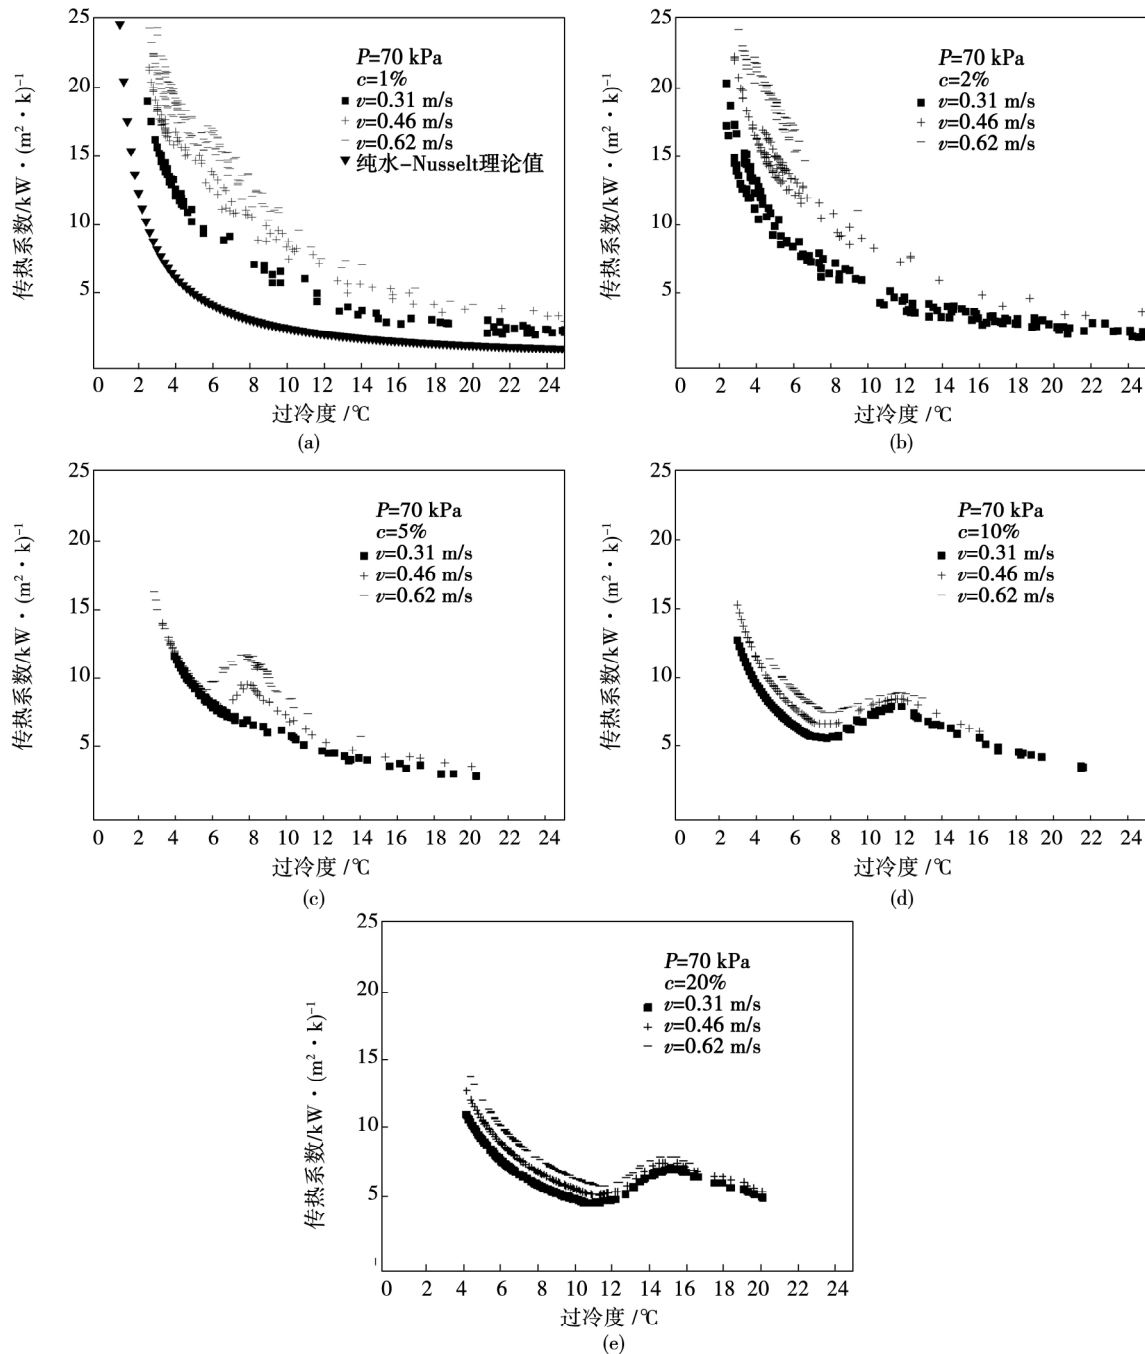 25
20
15
10
5
传热系数/kW·(m²·k)⁻¹
P=70 kPa
c=1%
v=0.31 m/s
v=0.46 m/s
v=0.62 m/s
纯水-Nusselt理论值
0 2 4 6 8 10 12 14 16 18 20 22 24
过冷度 /℃
(a)
25
20
15
10
5
传热系数/kW·(m²·k)⁻¹
P=70 kPa
c=2%
v=0.31 m/s
v=0.46 m/s
v=0.62 m/s
0 2 4 6 8 10 12 14 16 18 20 22 24
过冷度 /℃
(b)
25
20
15
10
5
传热系数/kW·(m²·k)⁻¹
P=70 kPa
c=5%
v=0.31 m/s
v=0.46 m/s
v=0.62 m/s
0 2 4 6 8 10 12 14 16 18 20 22 24
过冷度 /℃
(c)
25
20
15
10
5
传热系数/kW·(m²·k)⁻¹
P=70 kPa
c=10%
v=0.31 m/s
v=0.46 m/s
v=0.62 m/s
0 2 4 6 8 10 12 14 16 18 20 22 24
过冷度 /℃
(d)
25
20
15
10
5
传热系数/kW·(m²·k)⁻¹
P=70 kPa
c=20%
v=0.31 m/s
v=0.46 m/s
v=0.62 m/s
0 2 4 6 8 10 12 14 16 18 20 22 24
过冷度 /℃
(e)